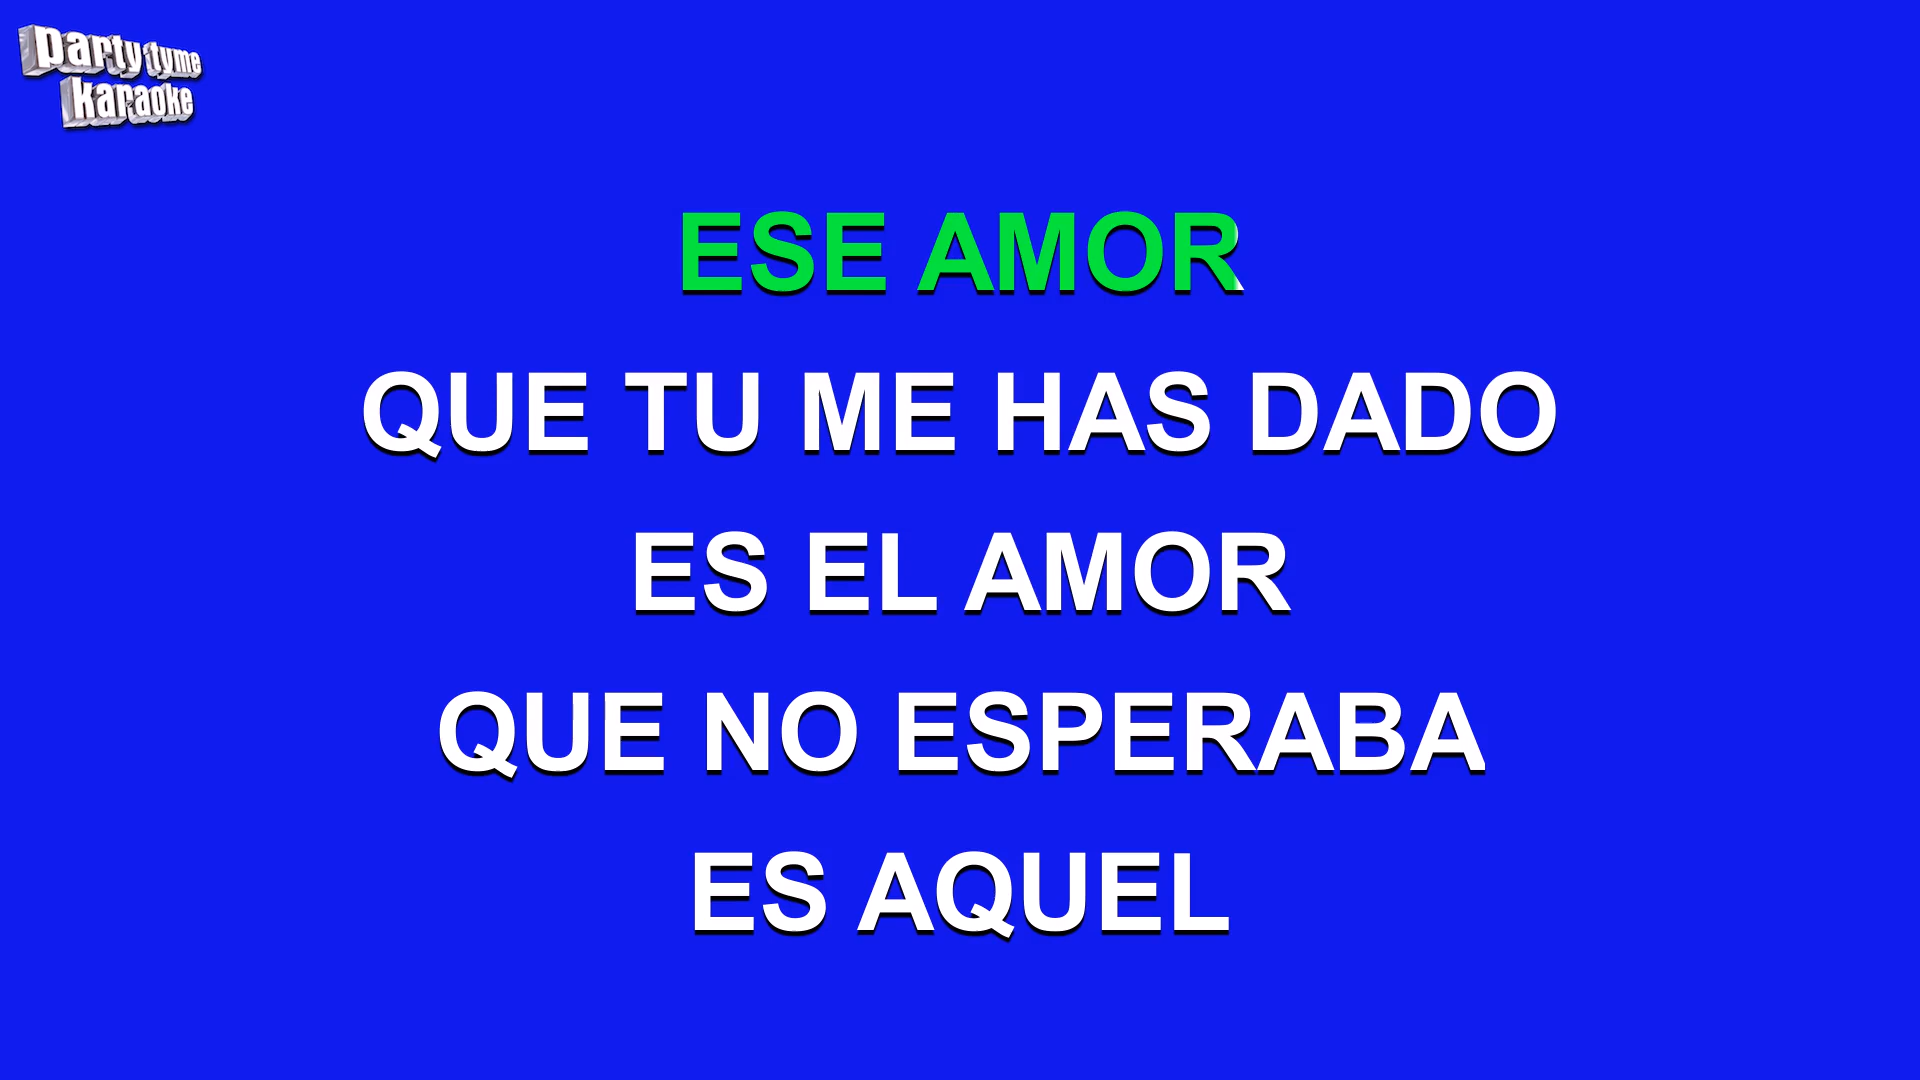 party tyme
karaoke
ESE AMOR
QUE TU ME HAS DADO
ES EL AMOR
QUE NO ESPERABA
ES AQUEL